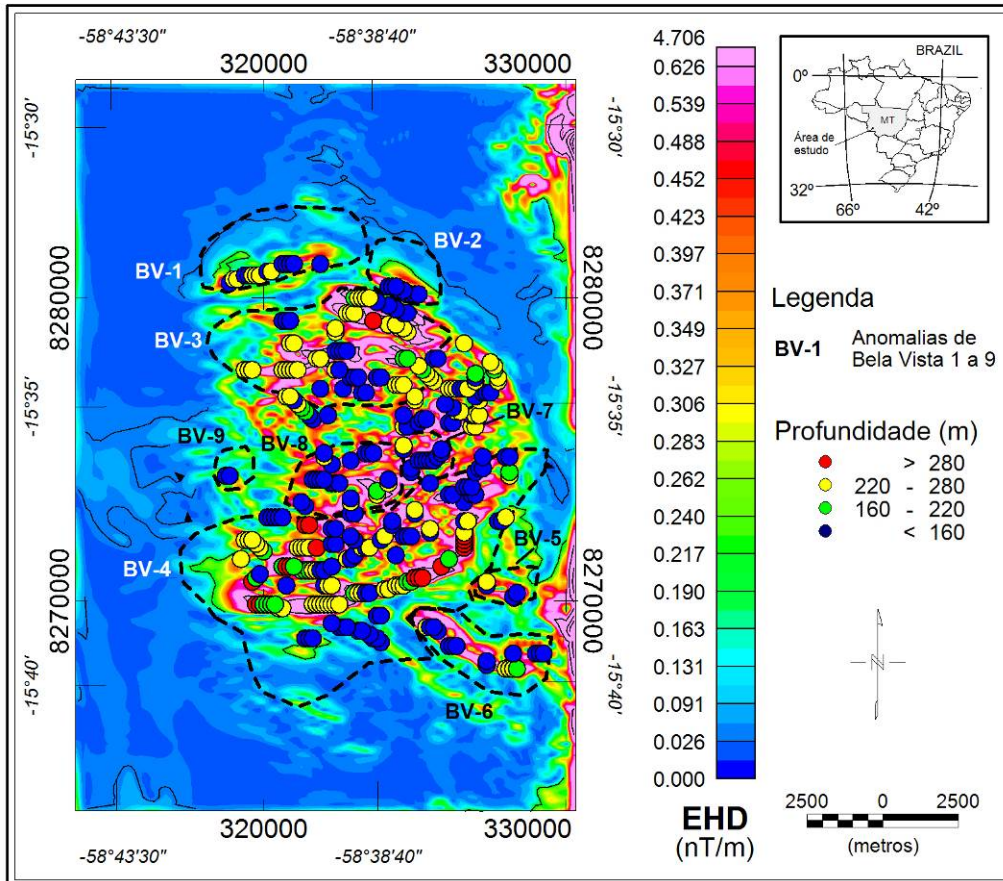 -58°43'30"
-58°38'40"
320000
330000
-15°30'
-15°30'
8280000
8280000
-15°35'
-15°35'
8270000
8270000
-15°40'
-15°40'
BV-1
BV-2
BV-3
BV-7
BV-9
BV-8
BV-4
BV-5
BV-6
320000
330000
-58°43'30"
-58°38'40"
4.706
0.626
0.539
0.488
0.452
0.423
0.397
0.371
0.349
0.327
0.306
0.283
0.262
0.240
0.217
0.190
0.163
0.131
0.091
0.026
0.000
EHD
(nT/m)
BRAZIL
0º
MT
Área de
estudo
32º
66º
42º
Legenda
BV-1 Anomalias de
Bela Vista 1 a 9
Profundidade (m)
> 280
220 - 280
160 - 220
< 160
N
2500 0 2500
(metros)